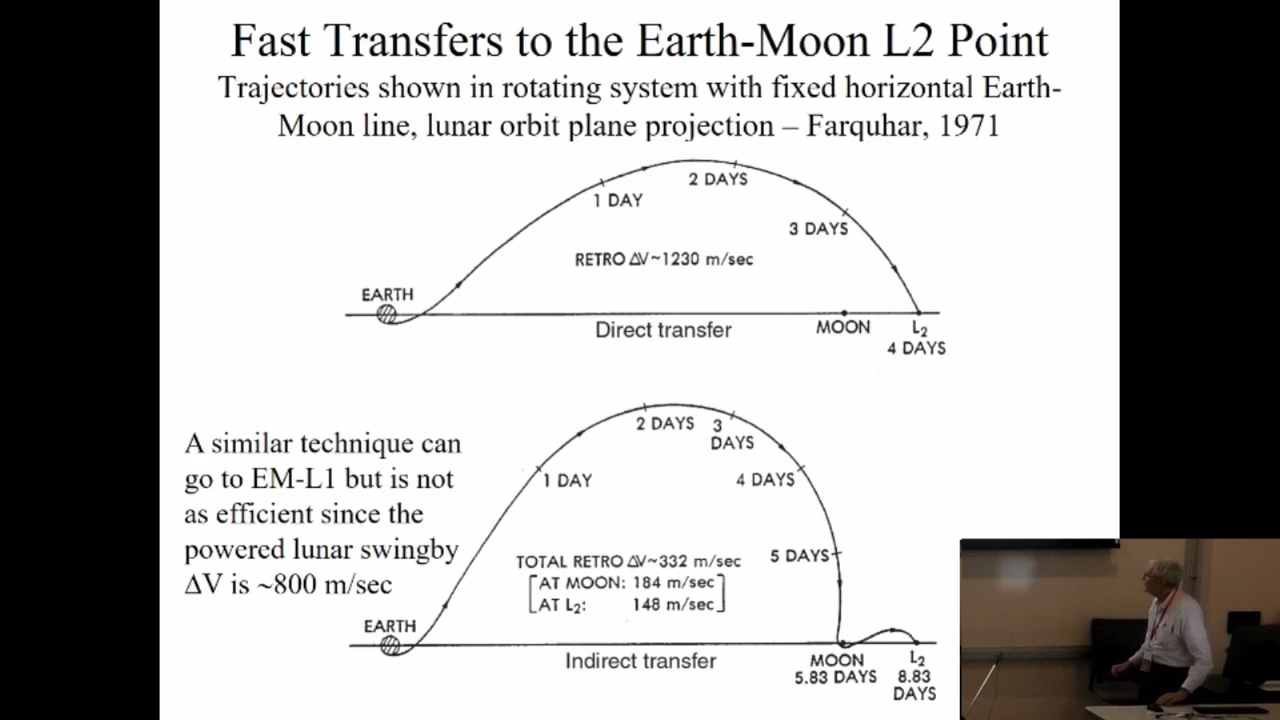 Fast Transfers to the Earth-Moon L2 Point
Trajectories shown in rotating system with fixed horizontal Earth-
Moon line, lunar orbit plane projection – Farquhar, 1971
2 DAYS
1 DAY
3 DAYS
RETRO ΔV~1230 m/sec
EARTH
Direct transfer
MOON
L₂
4 DAYS
2 DAYS
3
DAYS
A similar technique can
go to EM-L1 but is not
as efficient since the
powered lunar swingby
ΔV is ~800 m/sec
1 DAY
4 DAYS
5 DAYS
TOTAL RETRO ΔV~332 m/sec
[AT MOON: 184 m/sec]
[AT L₂: 148 m/sec]
EARTH
Indirect transfer
MOON
5.83 DAYS
L₂
8.83
DAYS